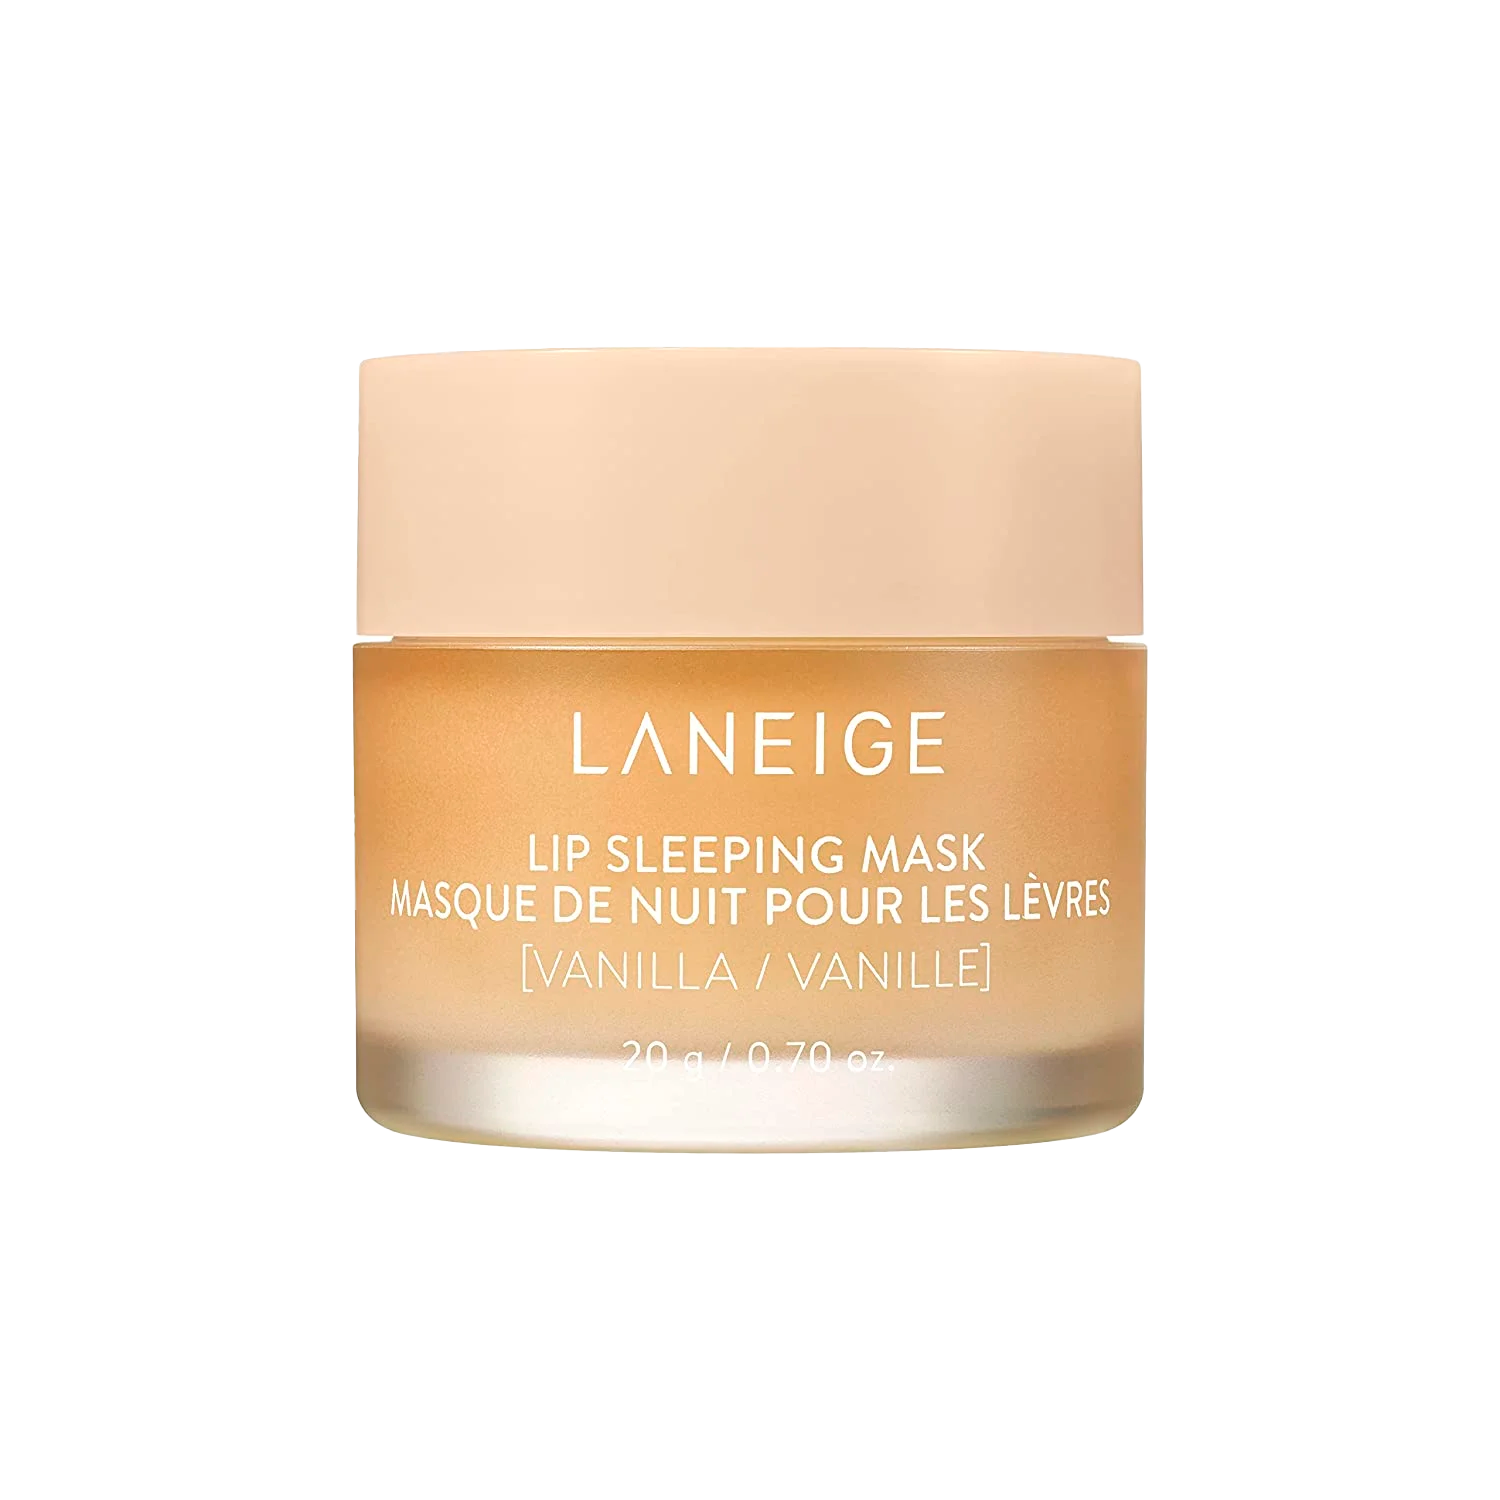 LANEIGE
LIP SLEEPING MASK
MASQUE DE NUIT POUR LES LÈVRES
[VANILLA / VANILLE]
20 g / 0.70 oz.